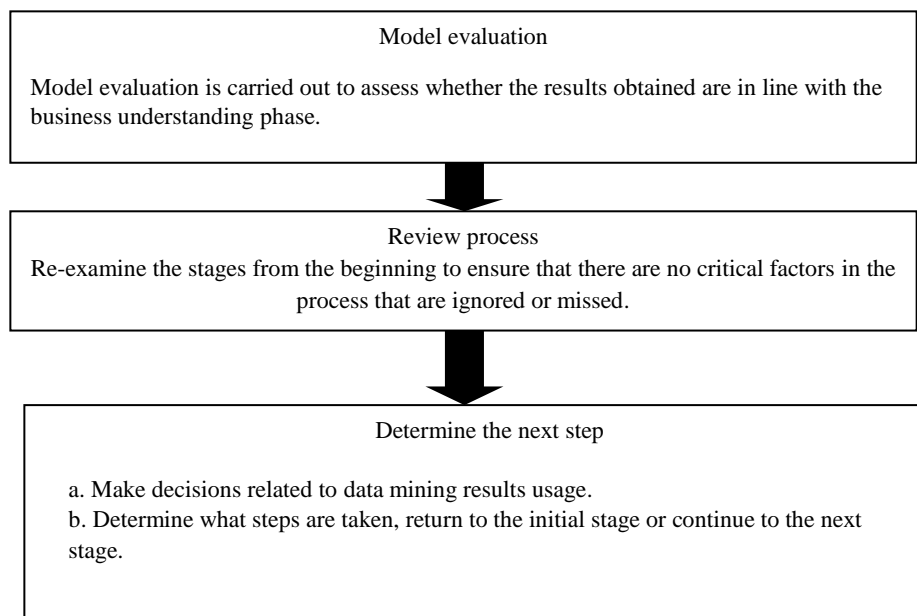 Model evaluation
Model evaluation is carried out to assess whether the results obtained are in line with the
business understanding phase.
Review process
Re-examine the stages from the beginning to ensure that there are no critical factors in the
process that are ignored or missed.
Determine the next step
a. Make decisions related to data mining results usage.
b. Determine what steps are taken, return to the initial stage or continue to the next
stage.